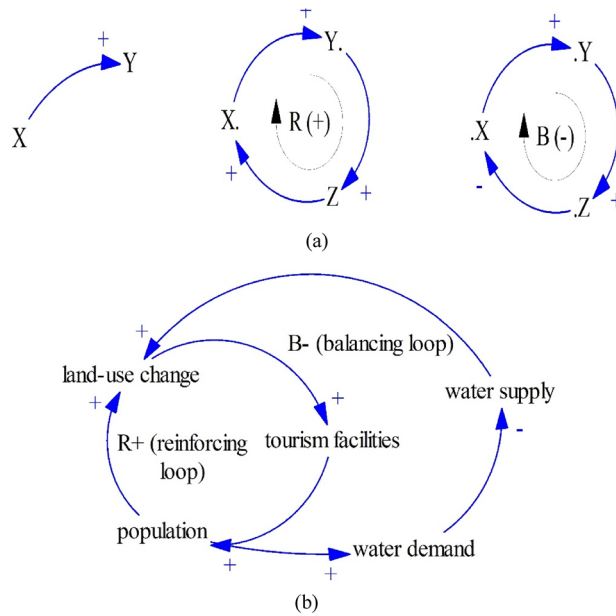 +
Y
X
+
Y.
X.
R (+)
+
Z
+
+
.Y
.X
B (-)
-
.Z
+
(a)
+
B- (balancing loop)
land-use change
water supply
+
+
-
R+ (reinforcing
loop)
tourism facilities
population
water demand
+
+
(b)